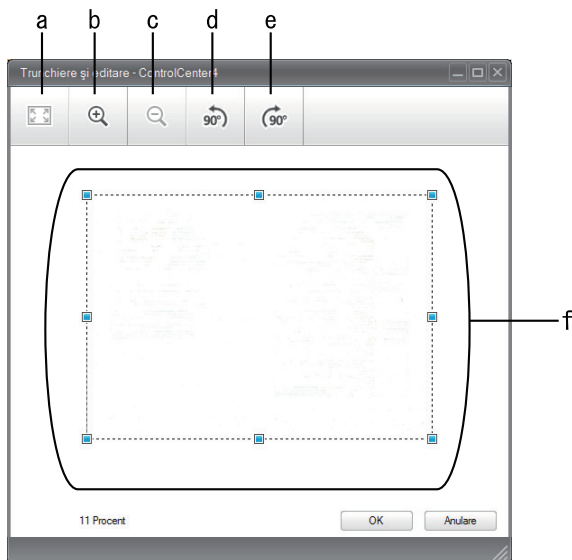 a b c d e
Trunchiere şi editare - ControlCenter4
90° 90°
f
11 Procent OK Anulare